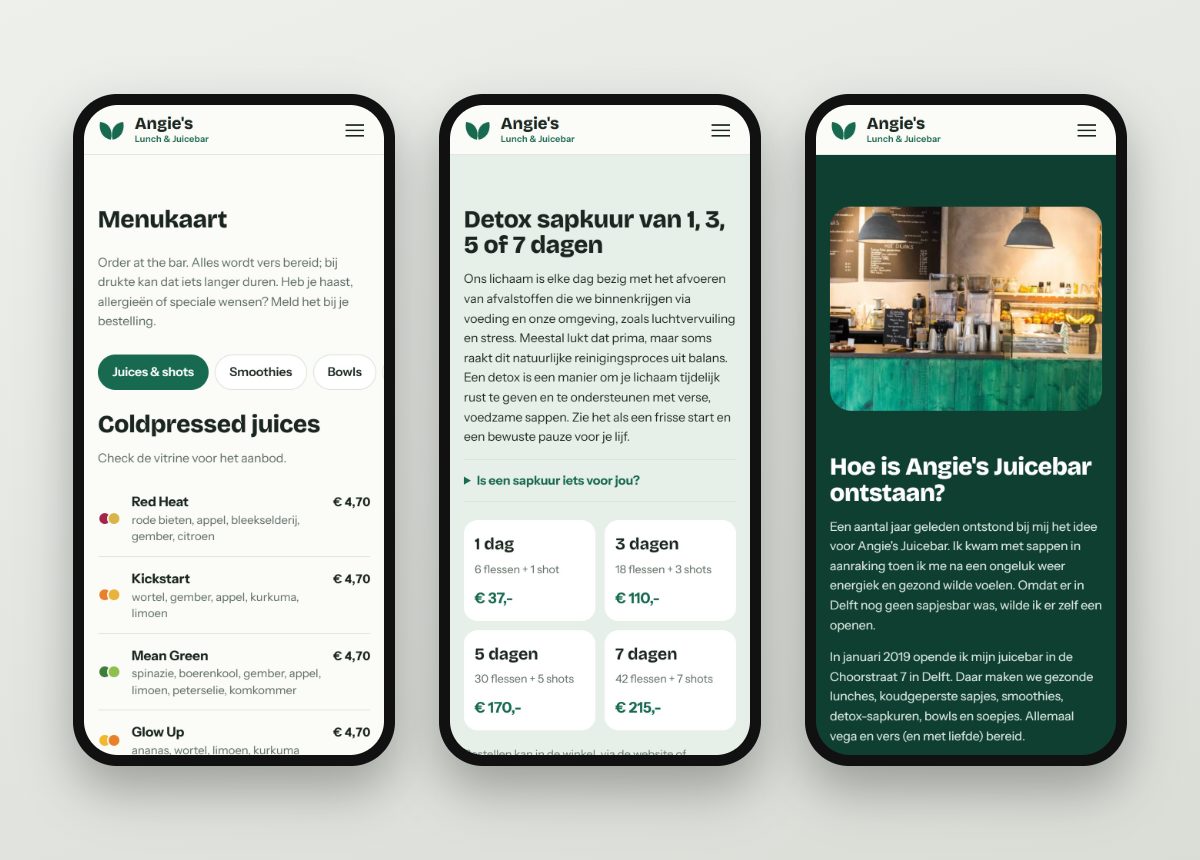 Angie's
Lunch & Juicebar
Menukaart
Order at the bar. Alles wordt vers bereid; bij
drukte kan dat iets langer duren. Heb je haast,
allergieën of speciale wensen? Meld het bij je
bestelling.
Juices & shots
Smoothies
Bowls
Coldpressed juices
Check de vitrine voor het aanbod.
Red Heat
€ 4,70
rode bieten, appel, bleekselderij,
gember, citroen
Kickstart
€ 4,70
wortel, gember, appel, kurkuma,
limoen
Mean Green
€ 4,70
spinazie, boerenkool, gember, appel,
limoen, peterselie, komkommer
Glow Up
€ 4,70
ananas, wortel, limoen, kurkuma
Angie's
Lunch & Juicebar
Detox sapkuur van 1, 3,
5 of 7 dagen
Ons lichaam is elke dag bezig met het afvoeren
van afvalstoffen die we binnenkrijgen via
voeding en onze omgeving, zoals luchtvervuiling
en stress. Meestal lukt dat prima, maar soms
raakt dit natuurlijke reinigingsproces uit balans.
Een detox is een manier om je lichaam tijdelijk
rust te geven en te ondersteunen met verse,
voedzame sappen. Zie het als een frisse start en
een bewuste pauze voor je lijf.
Is een sapkuur iets voor jou?
1 dag
6 flessen + 1 shot
€ 37,-
3 dagen
18 flessen + 3 shots
€ 110,-
5 dagen
30 flessen + 5 shots
€ 170,-
7 dagen
42 flessen + 7 shots
€ 215,-
Bestellen kan in de winkel, via de website of
Angie's
Lunch & Juicebar
HOT DRINKS
Hoe is Angie's Juicebar
ontstaan?
Een aantal jaar geleden ontstond bij mij het idee
voor Angie's Juicebar. Ik kwam met sappen in
aanraking toen ik me na een ongeluk weer
energiek en gezond wilde voelen. Omdat er in
Delft nog geen sapjesbar was, wilde ik er zelf een
openen.
In januari 2019 opende ik mijn juicebar in de
Choorstraat 7 in Delft. Daar maken we gezonde
lunches, koudgeperste sapjes, smoothies,
detox-sapkuren, bowls en soepjes. Allemaal
vega en vers (en met liefde) bereid.